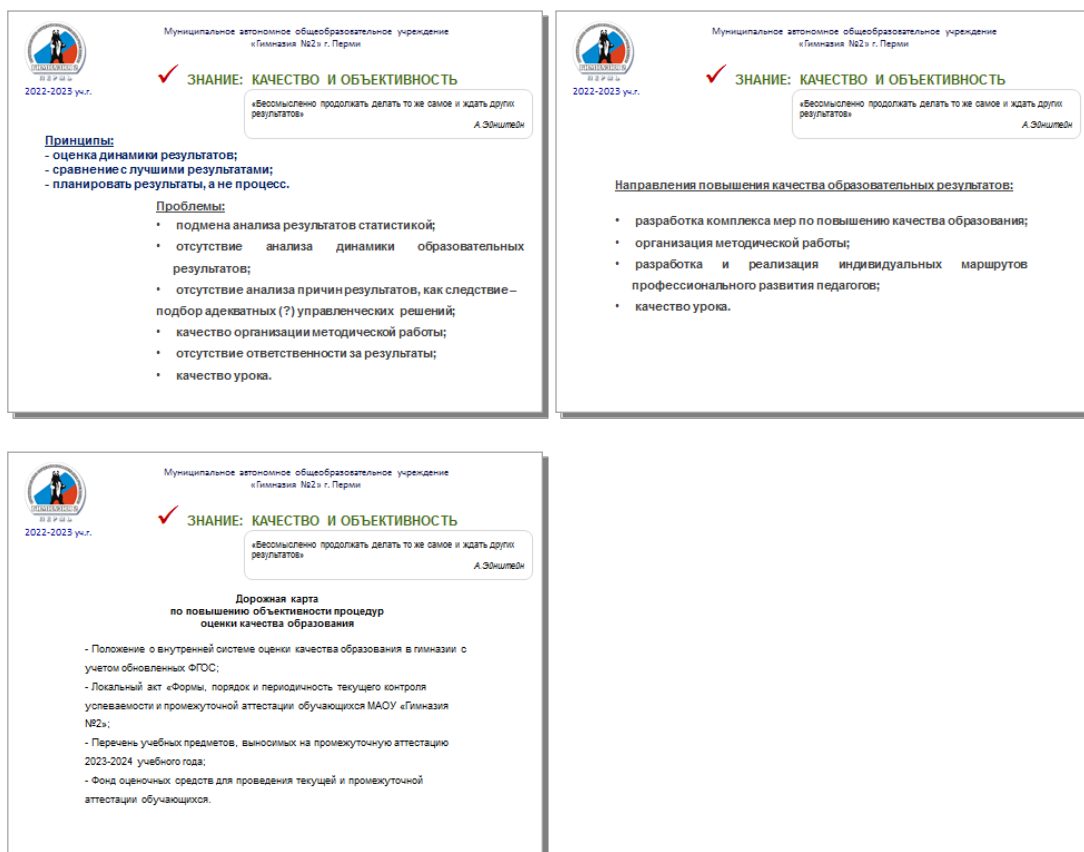 Муниципальное автономное общеобразовательное учреждение
«Гимназия №2» г. Перми
ГИМНАЗИЯ 2
ПЕРМЬ
2022-2023 уч.г.
✓ ЗНАНИЕ: КАЧЕСТВО И ОБЪЕКТИВНОСТЬ
«Бессмысленно продолжать делать то же самое и ждать других
результатов»
А.Эйнштейн
Принципы:
- оценка динамики результатов;
- сравнение с лучшими результатами;
- планировать результаты, а не процесс.
Проблемы:
• подмена анализа результатов статистикой;
• отсутствие анализа динамики образовательных
результатов;
• отсутствие анализа причин результатов, как следствие –
подбор адекватных (?) управленческих решений;
• качество организации методической работы;
• отсутствие ответственности за результаты;
• качество урока.
Муниципальное автономное общеобразовательное учреждение
«Гимназия №2» г. Перми
ГИМНАЗИЯ 2
ПЕРМЬ
2022-2023 уч.г.
✓ ЗНАНИЕ: КАЧЕСТВО И ОБЪЕКТИВНОСТЬ
«Бессмысленно продолжать делать то же самое и ждать других
результатов»
А.Эйнштейн
Направления повышения качества образовательных результатов:
• разработка комплекса мер по повышению качества образования;
• организация методической работы;
• разработка и реализация индивидуальных маршрутов
профессионального развития педагогов;
• качество урока.
Муниципальное автономное общеобразовательное учреждение
«Гимназия №2» г. Перми
ГИМНАЗИЯ 2
ПЕРМЬ
2022-2023 уч.г.
✓ ЗНАНИЕ: КАЧЕСТВО И ОБЪЕКТИВНОСТЬ
«Бессмысленно продолжать делать то же самое и ждать других
результатов»
А.Эйнштейн
Дорожная карта
по повышению объективности процедур
оценки качества образования
- Положение о внутренней системе оценки качества образования в гимназии с
учетом обновленных ФГОС;
- Локальный акт «Формы, порядок и периодичность текущего контроля
успеваемости и промежуточной аттестации обучающихся МАОУ «Гимназия
№2»;
- Перечень учебных предметов, выносимых на промежуточную аттестацию
2023-2024 учебного года;
- Фонд оценочных средств для проведения текущей и промежуточной
аттестации обучающихся.